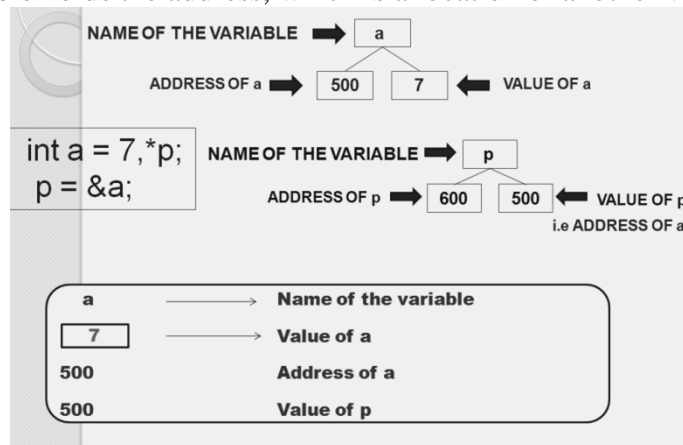 NAME OF THE VARIABLE a
ADDRESS OF a 500 7 VALUE OF a
int a = 7,*p;
p = &a;
NAME OF THE VARIABLE p
ADDRESS OF p 600 500 VALUE OF p
i.e ADDRESS OF a
a Name of the variable
7 Value of a
500 Address of a
500 Value of p